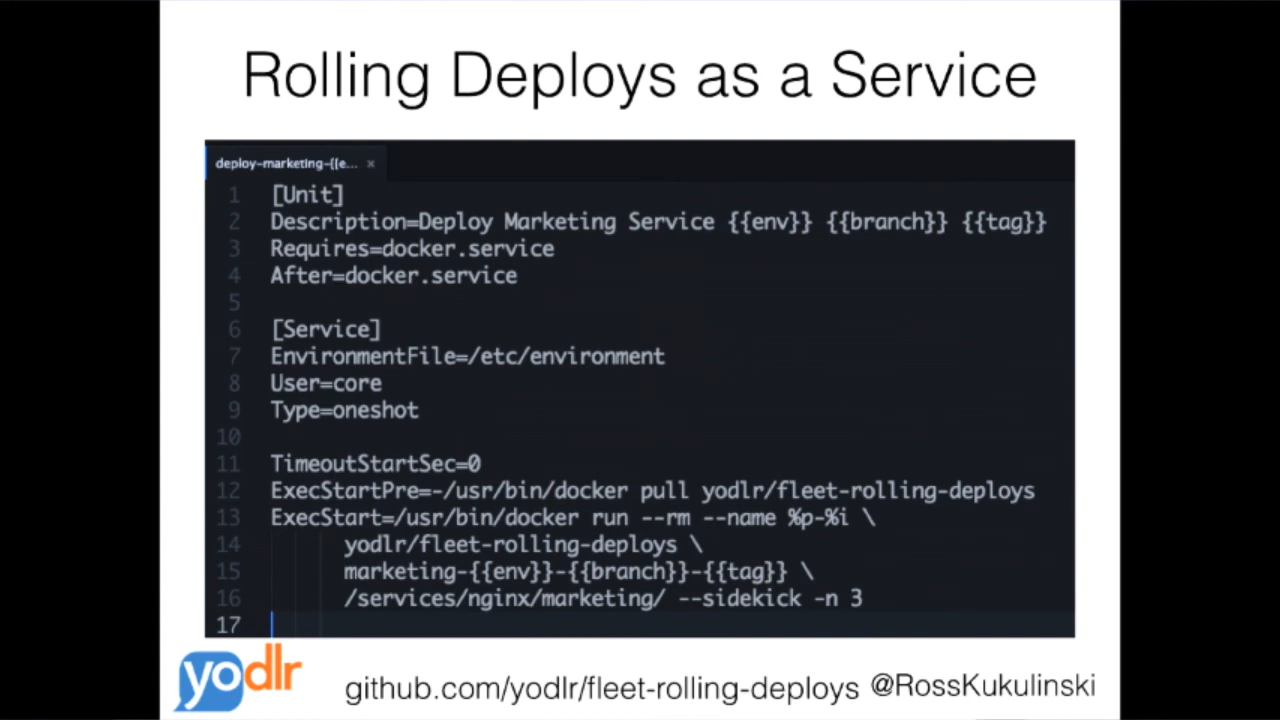 Rolling Deploys as a Service
deploy-marketing-{{e... ×
1 [Unit]
2 Description=Deploy Marketing Service {{env}} {{branch}} {{tag}}
3 Requires=docker.service
4 After=docker.service
5
6 [Service]
7 EnvironmentFile=/etc/environment
8 User=core
9 Type=oneshot
10
11 TimeoutStartSec=0
12 ExecStartPre=-/usr/bin/docker pull yodlr/fleet-rolling-deploys
13 ExecStart=/usr/bin/docker run --rm --name %p-%i \
14 yodlr/fleet-rolling-deploys \
15 marketing-{{env}}-{{branch}}-{{tag}} \
16 /services/nginx/marketing/ --sidekick -n 3
17
yodlr
github.com/yodlr/fleet-rolling-deploys @RossKukulinski